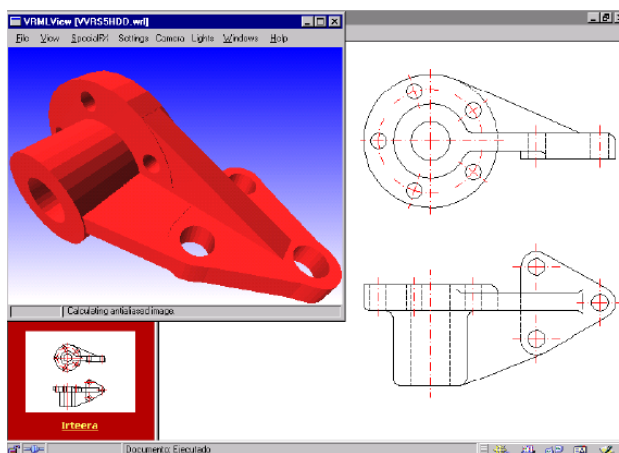 VRMLView [VVRS5HDD.wrl]
File View SpecialFX Settings Camera Lights Windows Help
Calculating antialiased image.
Irteera
Documento: Ejecutado